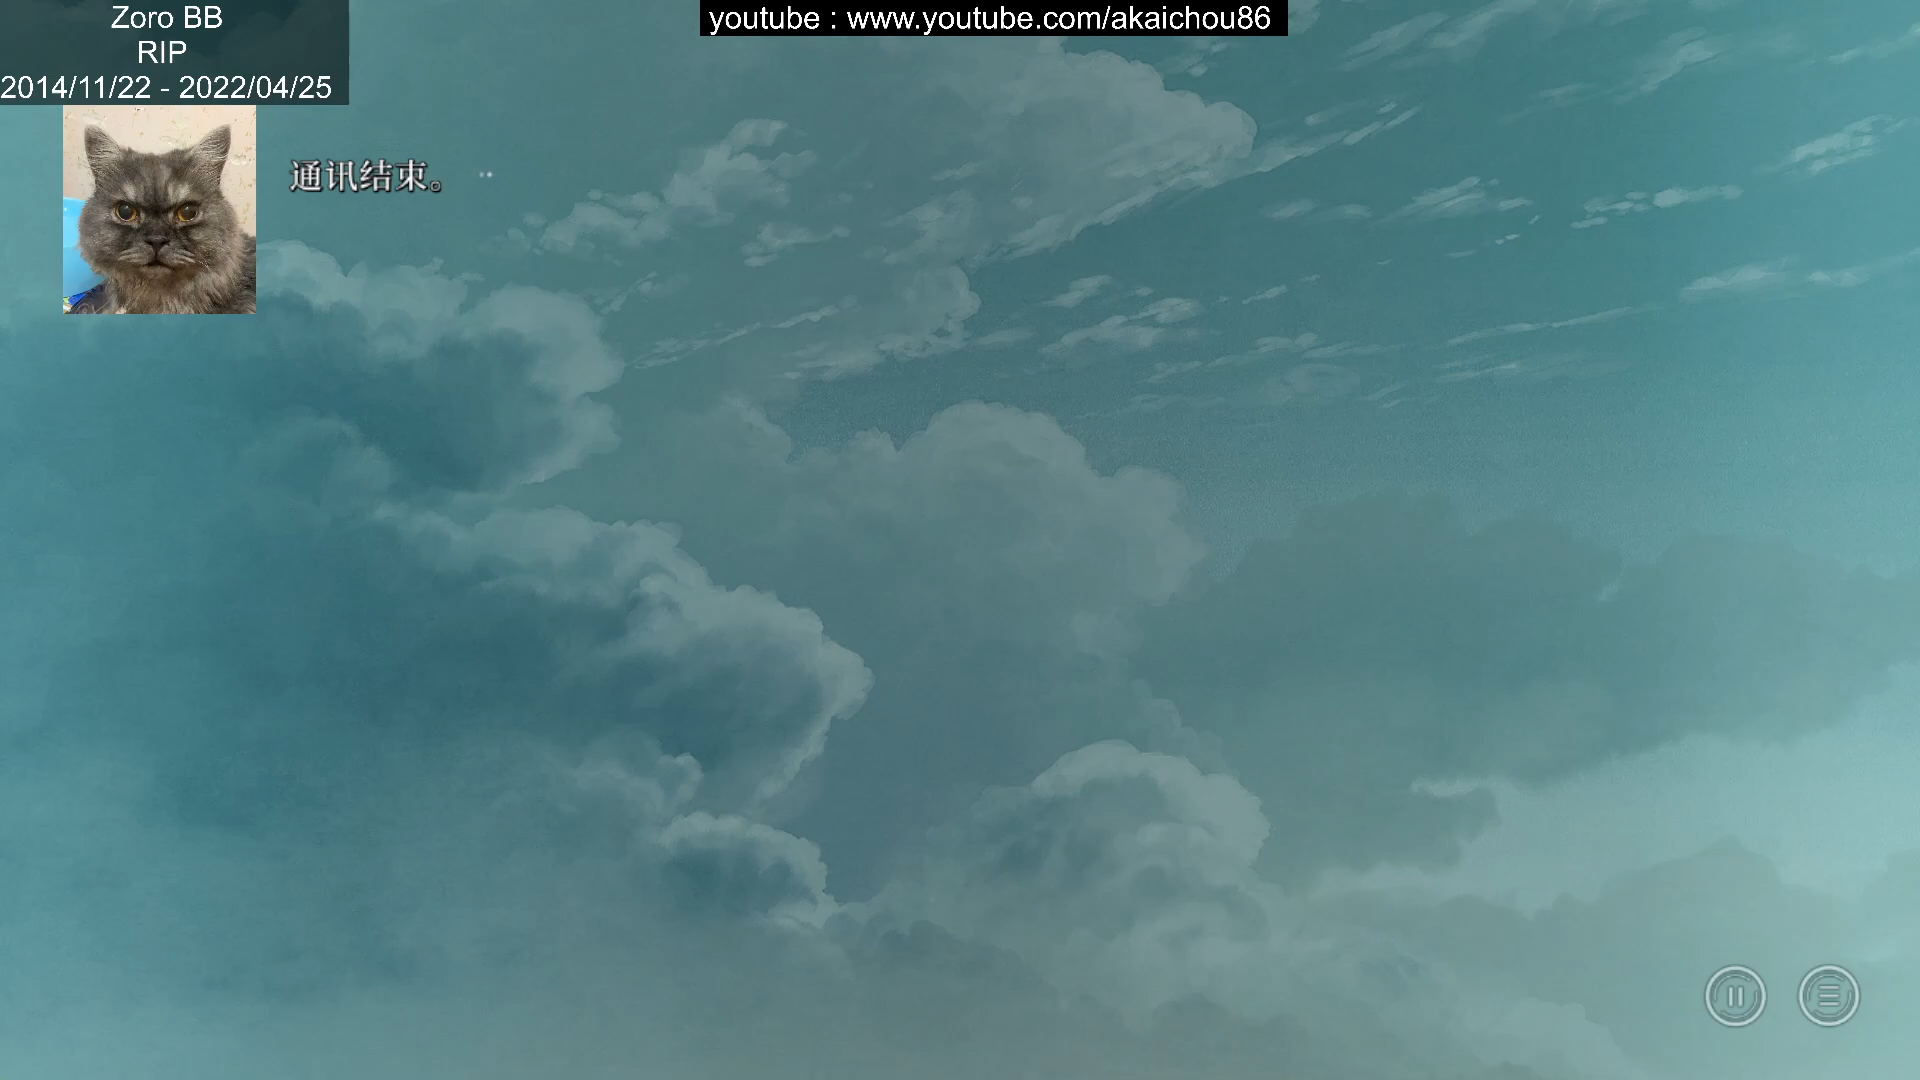 Zoro BB
RIP
2014/11/22 - 2022/04/25
youtube : www.youtube.com/akaichou86
通讯结束。